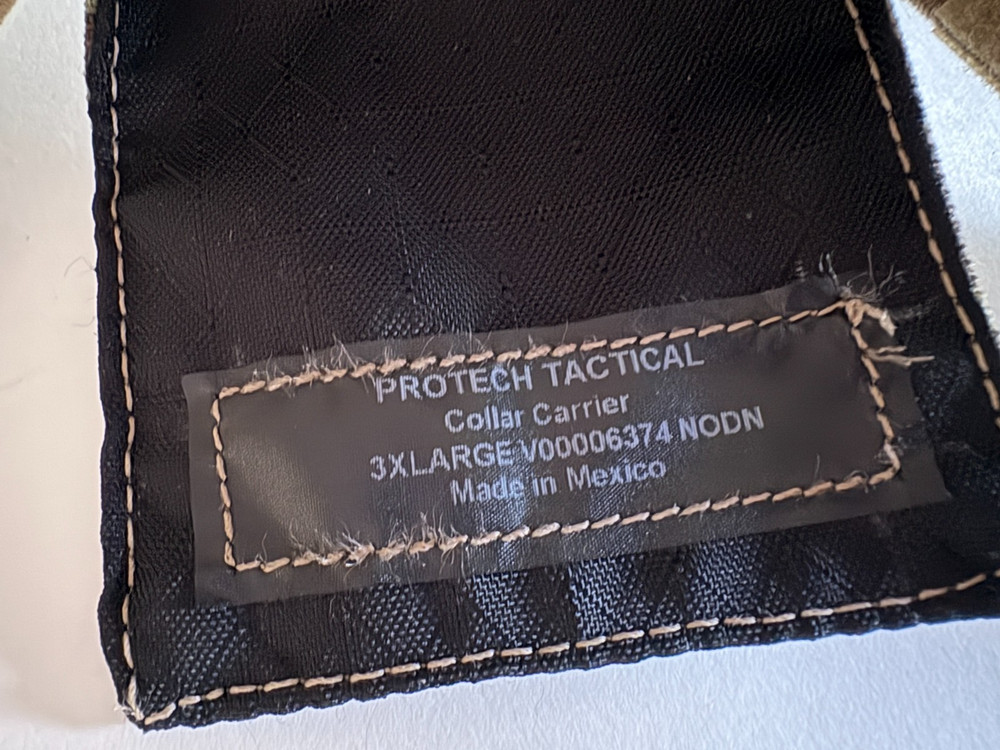 PROTECH TACTICAL
Collar Carrier
3XLARGE V00006374 NODN
Made in Mexico